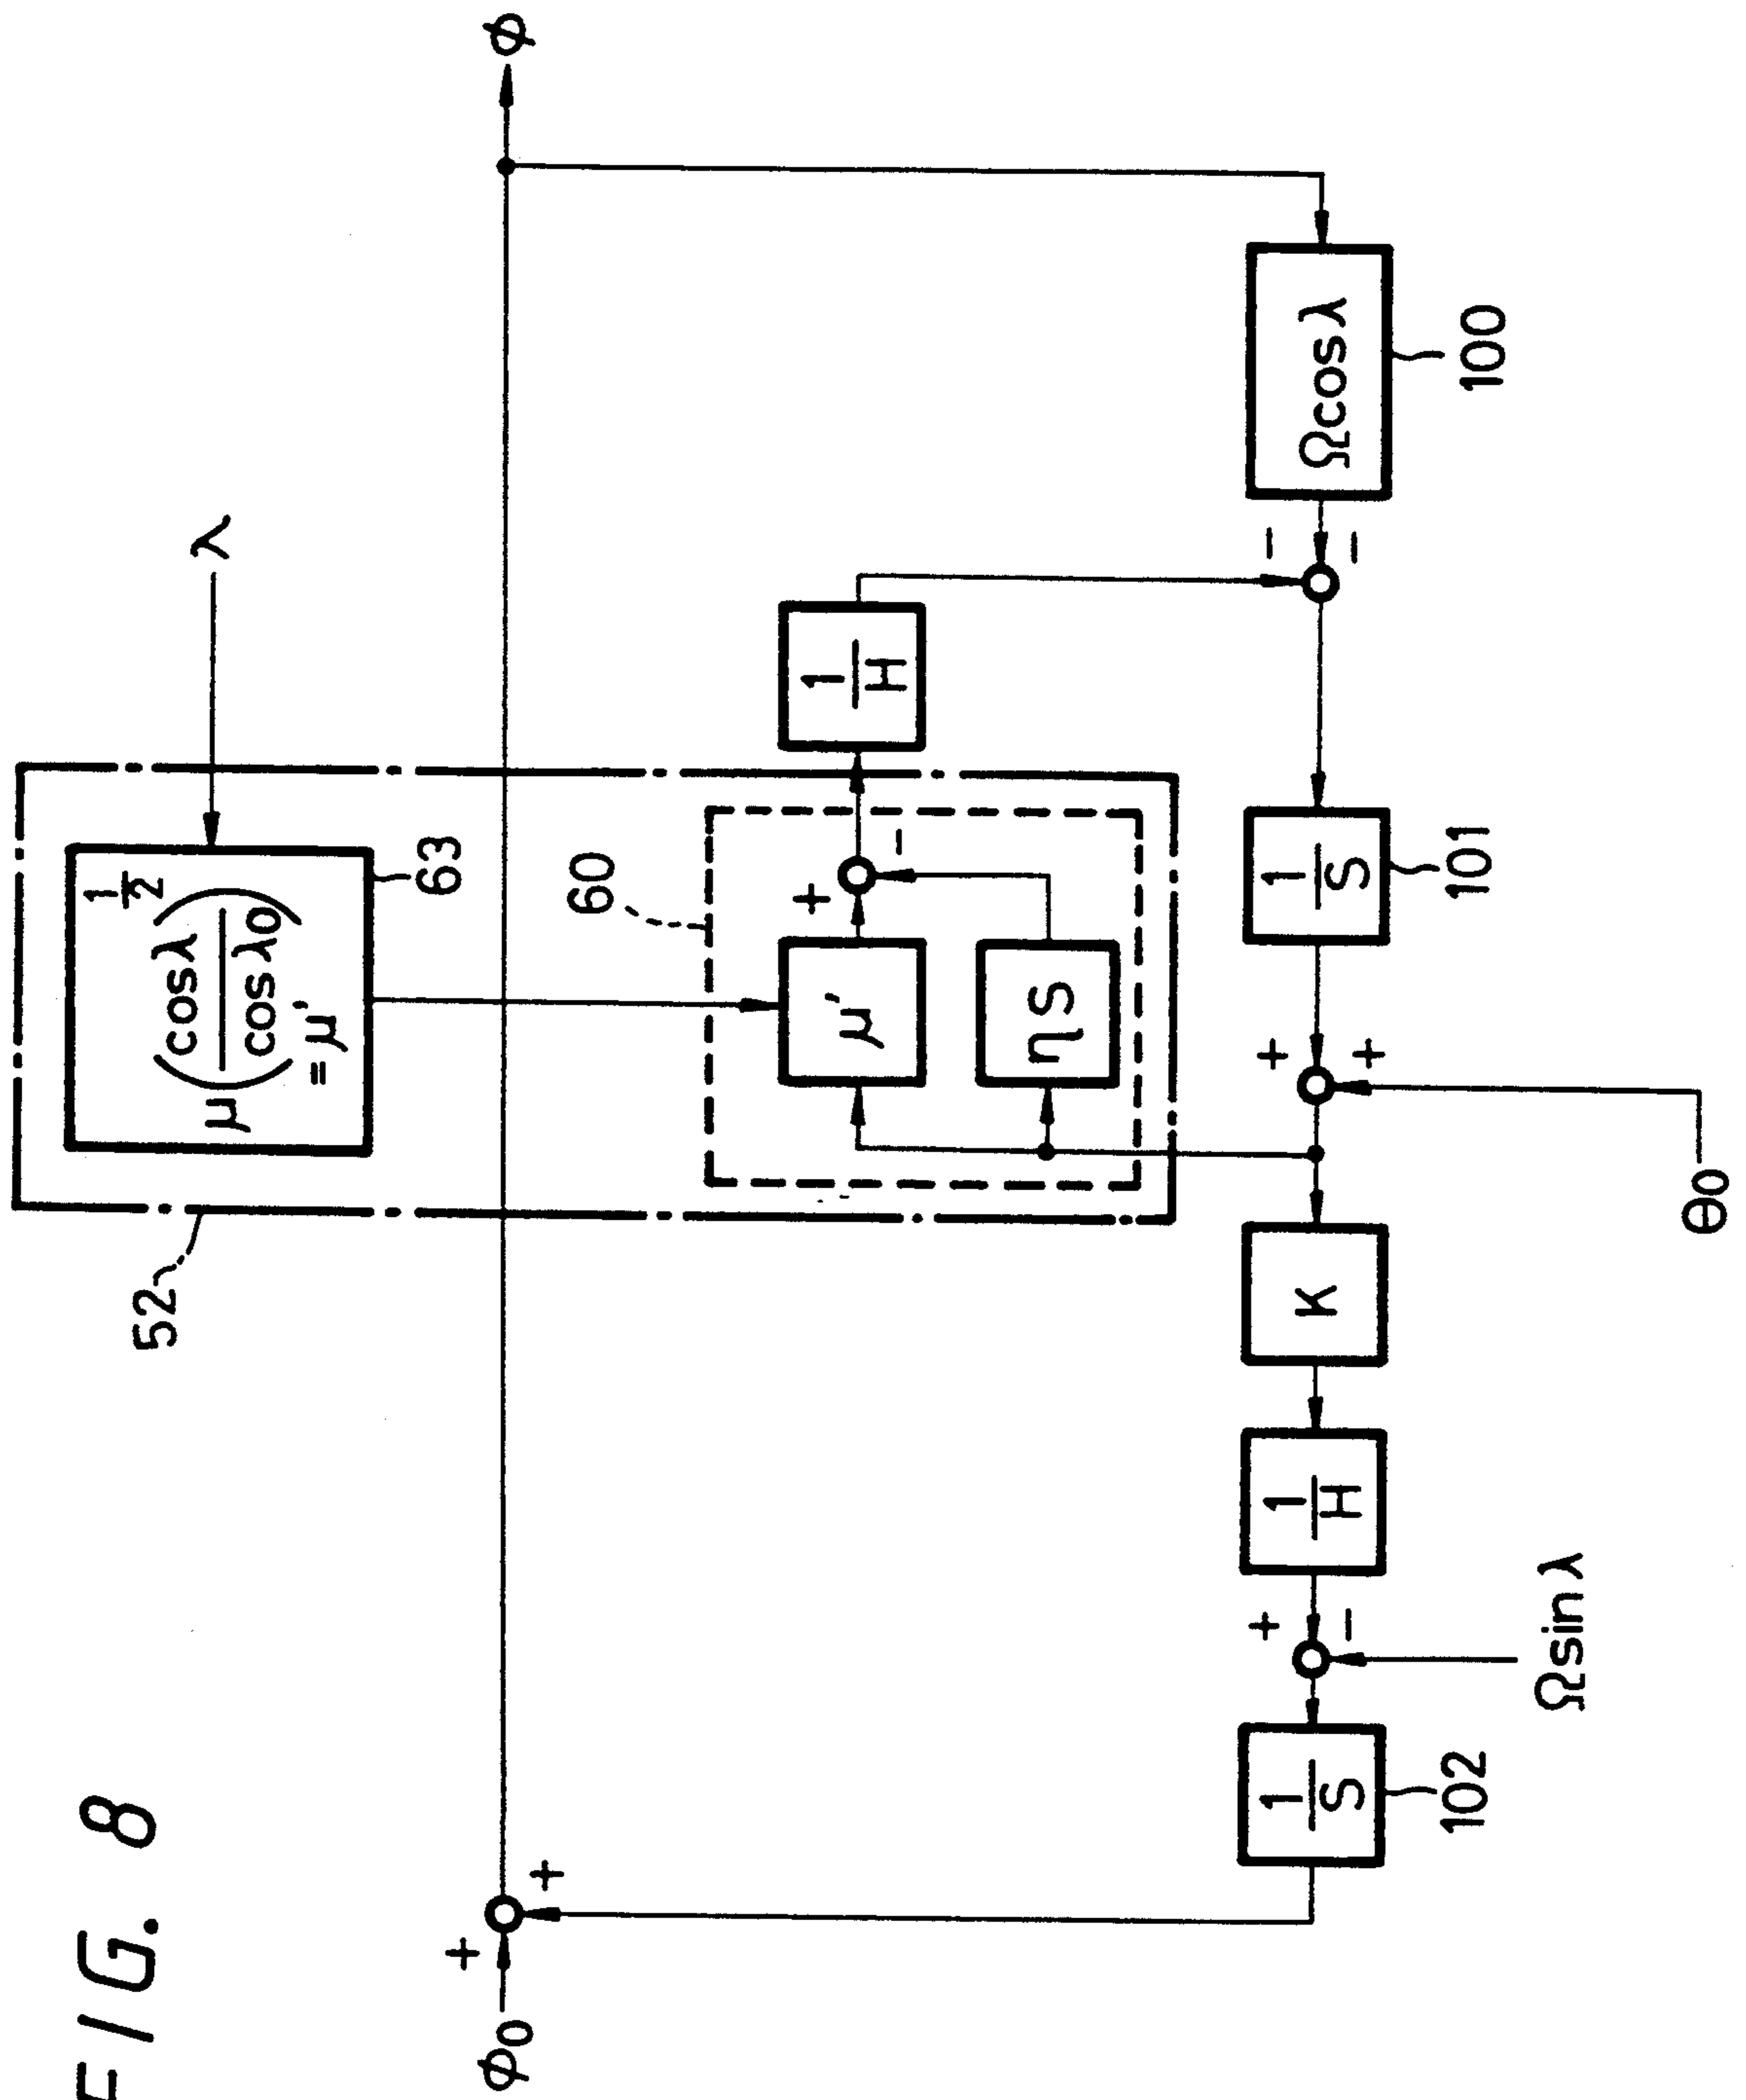 FIG. 8
52
λ
μ(cosλ/cosλ0)^1/2
=μ'
63
60
μ'
ηS
+
-
1/H
φ0
+
+
φ
1/S
102
+
-
Ωsinλ
1/H
K
+
+
θ0
1/S
101
-
-
Ωcosλ
100